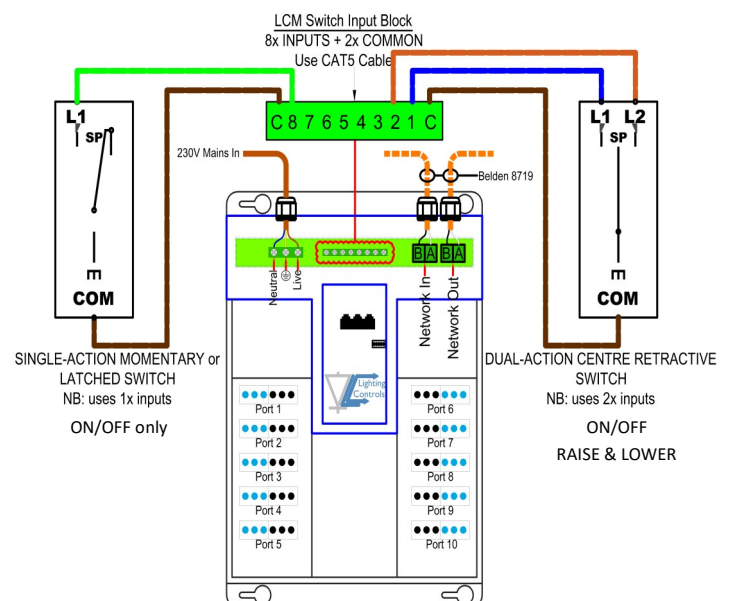 LCM Switch Input Block
8x INPUTS + 2x COMMON
Use CAT5 Cable
L1
SP
COM
C 8 7 6 5 4 3 2 1 C
L1 L2
SP
COM
230V Mains In
Belden 8719
B A B A
Neutral
Live
Network In
Network Out
SINGLE-ACTION MOMENTARY or
LATCHED SWITCH
NB: uses 1x inputs
ON/OFF only
DUAL-ACTION CENTRE RETRACTIVE
SWITCH
NB: uses 2x inputs
ON/OFF
RAISE & LOWER
Lighting
Controls
Port 1
Port 2
Port 3
Port 4
Port 5
Port 6
Port 7
Port 8
Port 9
Port 10